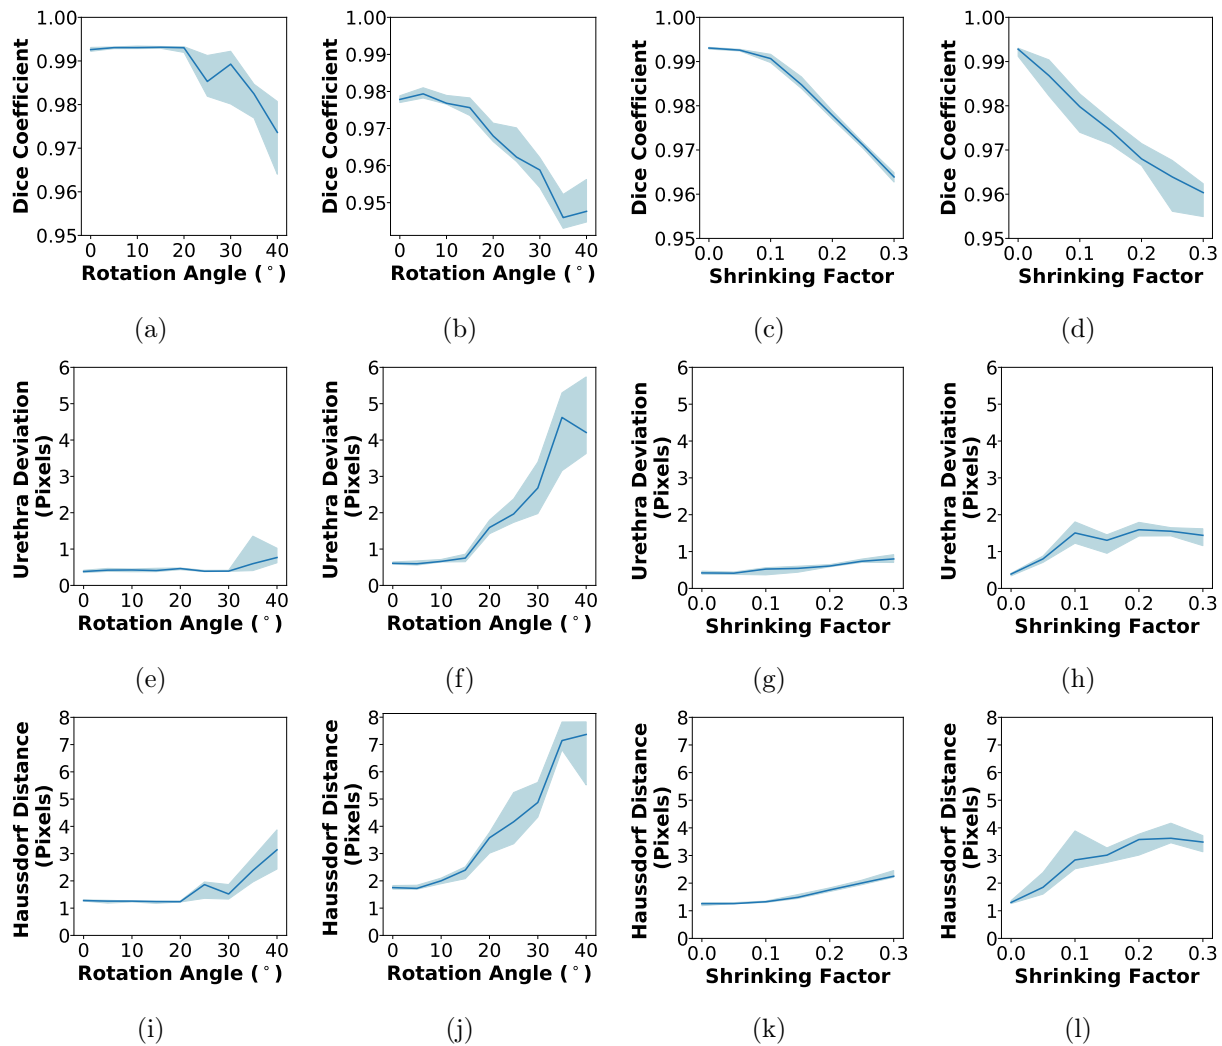 1.00
0.99
0.98
0.97
0.96
0.95
Dice Coefficient
0 10 20 30 40
Rotation Angle (°)
(a)
1.00
0.99
0.98
0.97
0.96
0.95
Dice Coefficient
0 10 20 30 40
Rotation Angle (°)
(b)
1.00
0.99
0.98
0.97
0.96
0.95
Dice Coefficient
0.0 0.1 0.2 0.3
Shrinking Factor
(c)
1.00
0.99
0.98
0.97
0.96
0.95
Dice Coefficient
0.0 0.1 0.2 0.3
Shrinking Factor
(d)
6
5
4
3
2
1
0
Urethra Deviation
(Pixels)
0 10 20 30 40
Rotation Angle (°)
(e)
6
5
4
3
2
1
0
Urethra Deviation
(Pixels)
0 10 20 30 40
Rotation Angle (°)
(f)
6
5
4
3
2
1
0
Urethra Deviation
(Pixels)
0.0 0.1 0.2 0.3
Shrinking Factor
(g)
6
5
4
3
2
1
0
Urethra Deviation
(Pixels)
0.0 0.1 0.2 0.3
Shrinking Factor
(h)
8
7
6
5
4
3
2
1
0
Haussdorf Distance
(Pixels)
0 10 20 30 40
Rotation Angle (°)
(i)
8
7
6
5
4
3
2
1
0
Haussdorf Distance
(Pixels)
0 10 20 30 40
Rotation Angle (°)
(j)
8
7
6
5
4
3
2
1
0
Haussdorf Distance
(Pixels)
0.0 0.1 0.2 0.3
Shrinking Factor
(k)
8
7
6
5
4
3
2
1
0
Haussdorf Distance
(Pixels)
0.0 0.1 0.2 0.3
Shrinking Factor
(l)